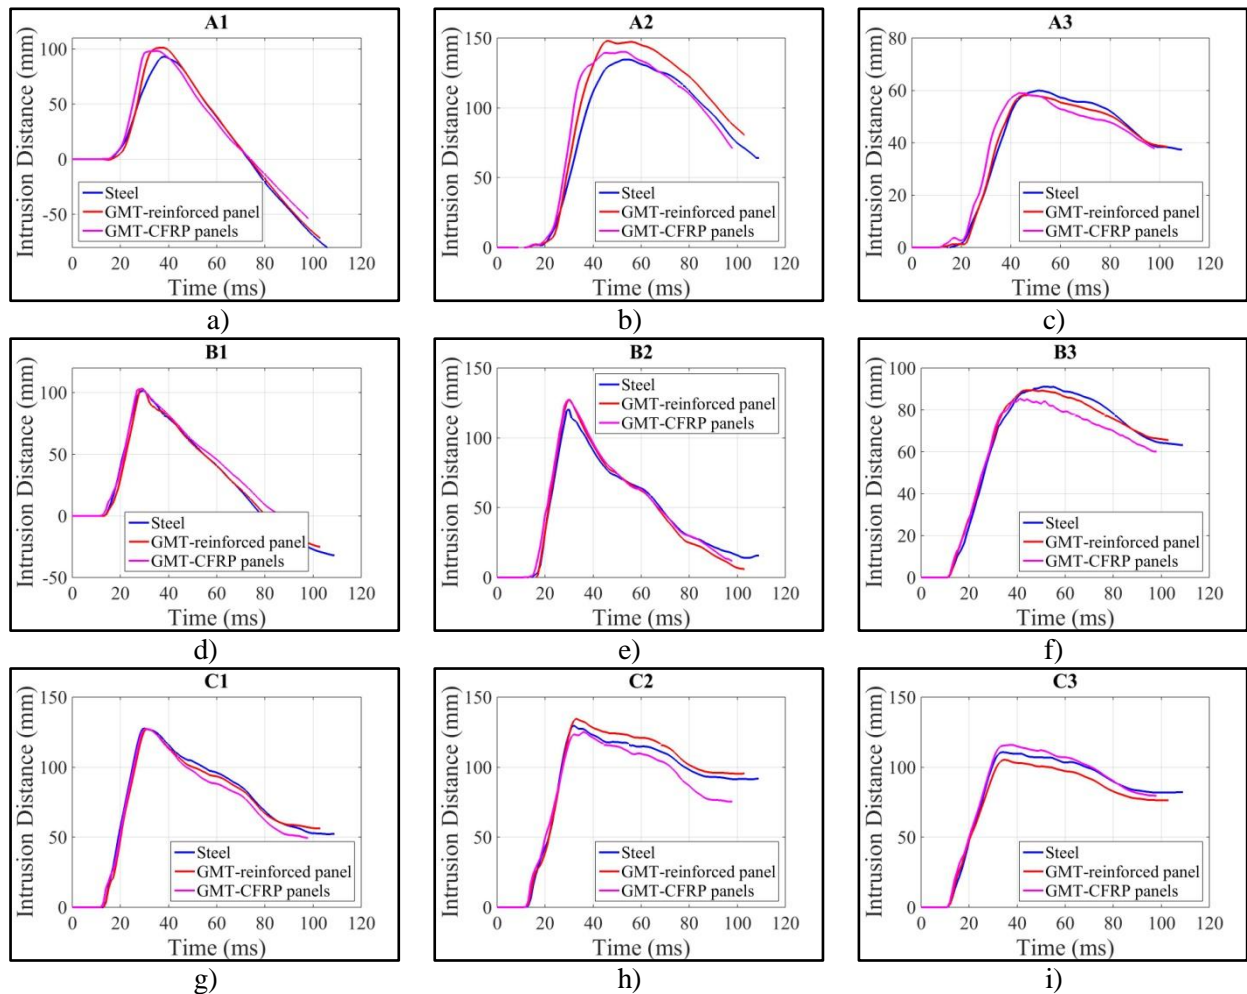 A1
Intrusion Distance (mm)
100
50
0
-50
Steel
GMT-reinforced panel
GMT-CFRP panels
0 20 40 60 80 100 120
Time (ms)
a)
A2
Intrusion Distance (mm)
150
100
50
0
Steel
GMT-reinforced panel
GMT-CFRP panels
0 20 40 60 80 100 120
Time (ms)
b)
A3
Intrusion Distance (mm)
80
60
40
20
0
Steel
GMT-reinforced panel
GMT-CFRP panels
0 20 40 60 80 100 120
Time (ms)
c)
B1
Intrusion Distance (mm)
100
50
0
-50
Steel
GMT-reinforced panel
GMT-CFRP panels
0 20 40 60 80 100 120
Time (ms)
d)
B2
Intrusion Distance (mm)
150
100
50
0
Steel
GMT-reinforced panel
GMT-CFRP panels
0 20 40 60 80 100 120
Time (ms)
e)
B3
Intrusion Distance (mm)
100
80
60
40
20
0
Steel
GMT-reinforced panel
GMT-CFRP panels
0 20 40 60 80 100 120
Time (ms)
f)
C1
Intrusion Distance (mm)
150
100
50
0
Steel
GMT-reinforced panel
GMT-CFRP panels
0 20 40 60 80 100 120
Time (ms)
g)
C2
Intrusion Distance (mm)
150
100
50
0
Steel
GMT-reinforced panel
GMT-CFRP panels
0 20 40 60 80 100 120
Time (ms)
h)
C3
Intrusion Distance (mm)
150
100
50
0
Steel
GMT-reinforced panel
GMT-CFRP panels
0 20 40 60 80 100 120
Time (ms)
i)